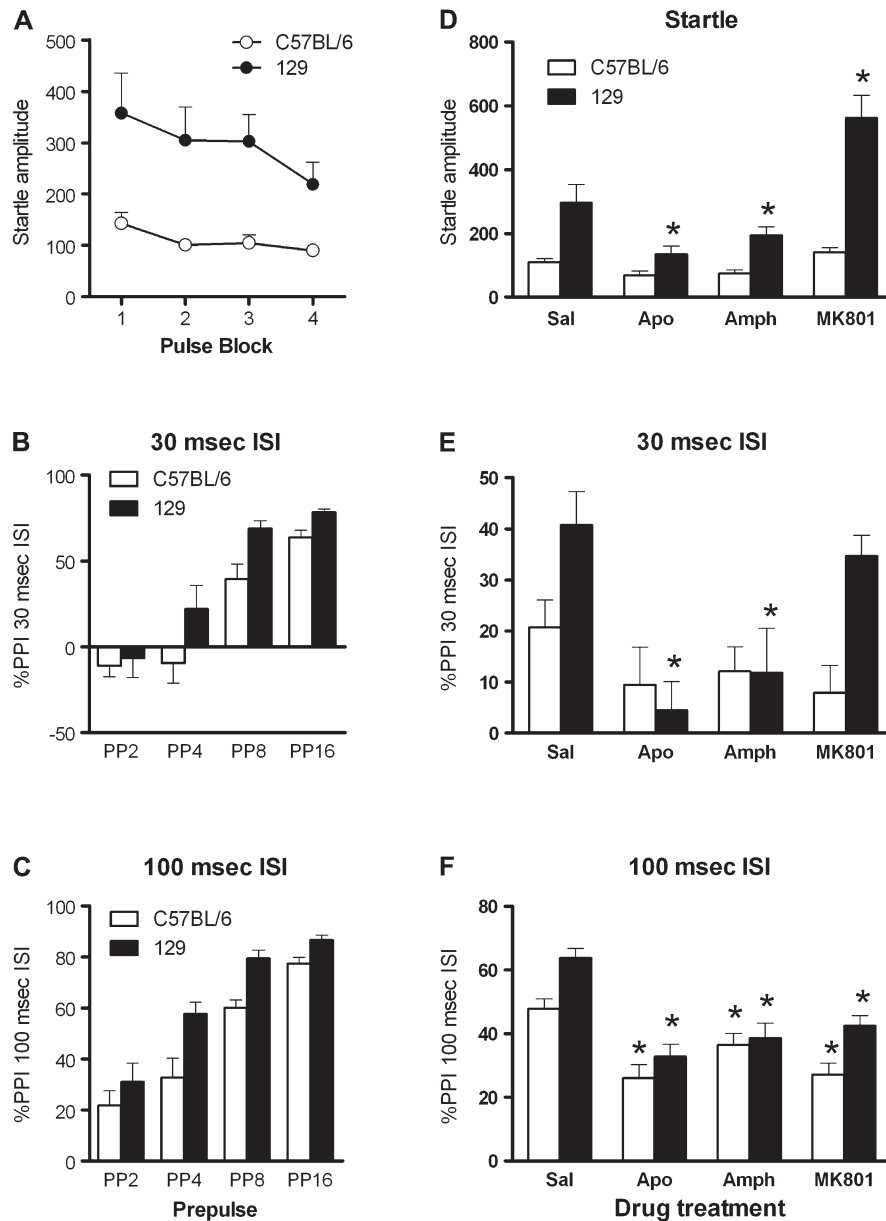 A
C57BL/6
129
500
400
300
200
100
0
Startle amplitude
1 2 3 4
Pulse Block
D
Startle
C57BL/6
129
800
600
400
200
0
Startle amplitude
*
*
*
Sal Apo Amph MK801
B
30 msec ISI
C57BL/6
129
100
50
0
-50
%PPI 30 msec ISI
PP2 PP4 PP8 PP16
E
30 msec ISI
50
40
30
20
10
0
%PPI 30 msec ISI
*
*
Sal Apo Amph MK801
C
100 msec ISI
C57BL/6
129
100
80
60
40
20
0
%PPI 100 msec ISI
PP2 PP4 PP8 PP16
Prepulse
F
100 msec ISI
80
60
40
20
0
%PPI 100 msec ISI
* *
* *
* *
Sal Apo Amph MK801
Drug treatment